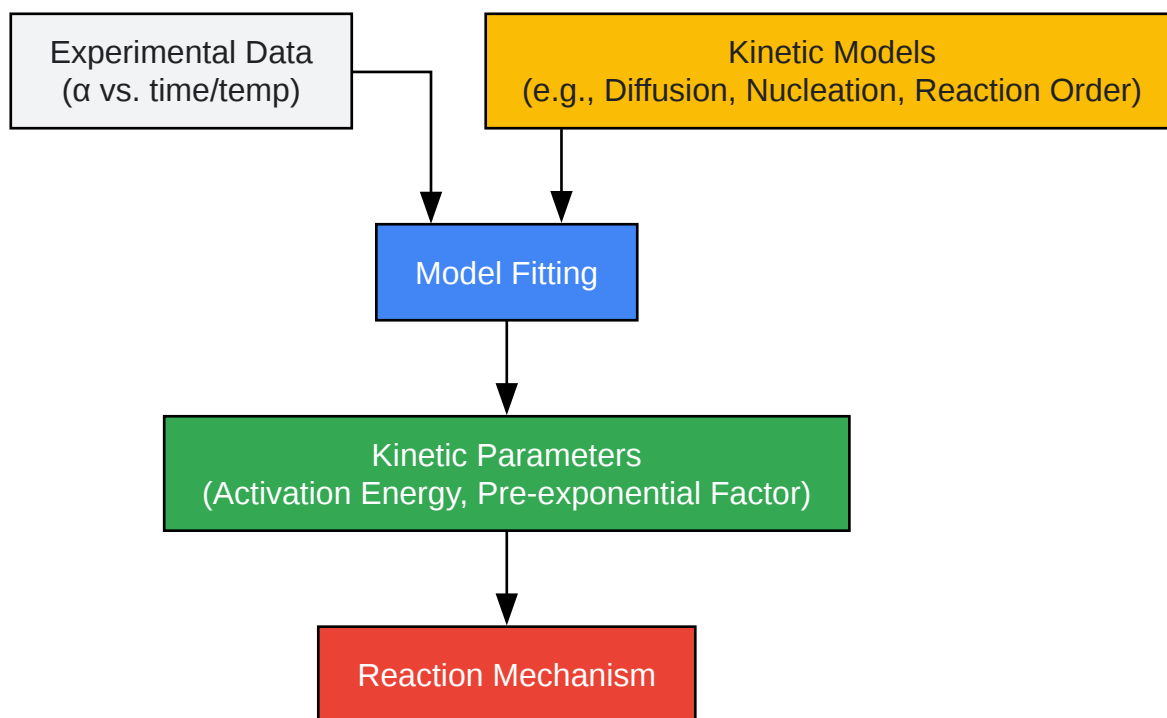 Experimental Data
(α vs. time/temp)
Kinetic Models
(e.g., Diffusion, Nucleation, Reaction Order)
Model Fitting
Kinetic Parameters
(Activation Energy, Pre-exponential Factor)
Reaction Mechanism